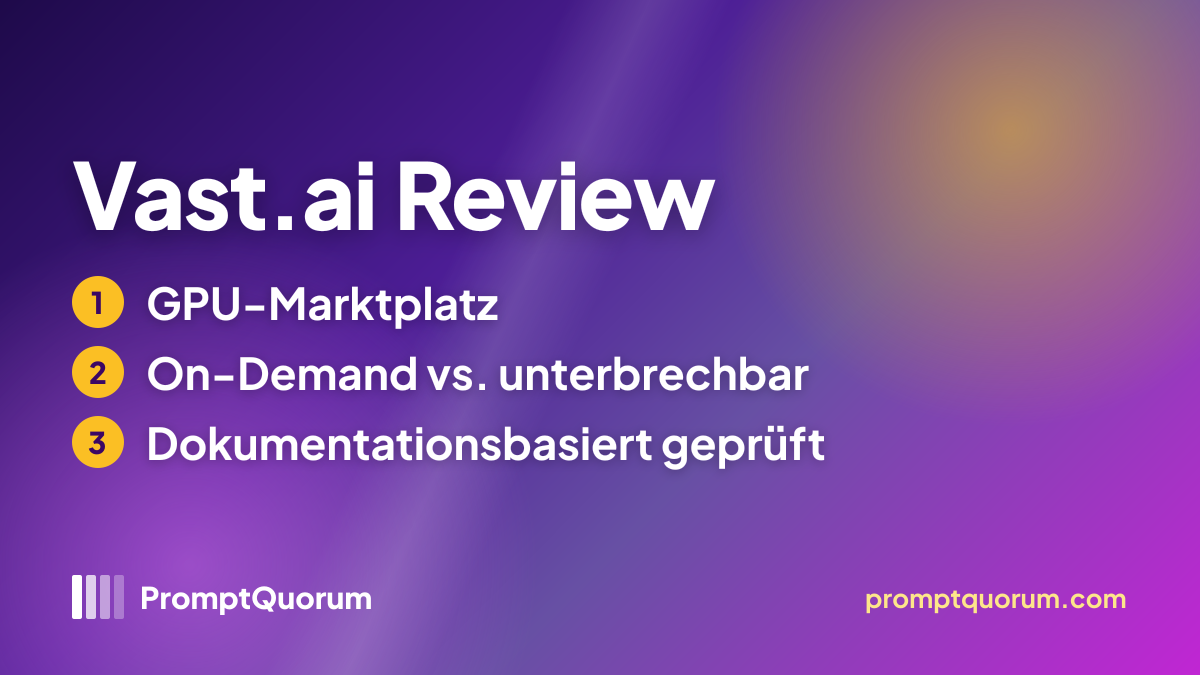 Vast.ai Review
1 GPU-Marktplatz
2 On-Demand vs. unterbrechbar
3 Dokumentationsbasiert geprüft
PromptQuorum
promptquorum.com